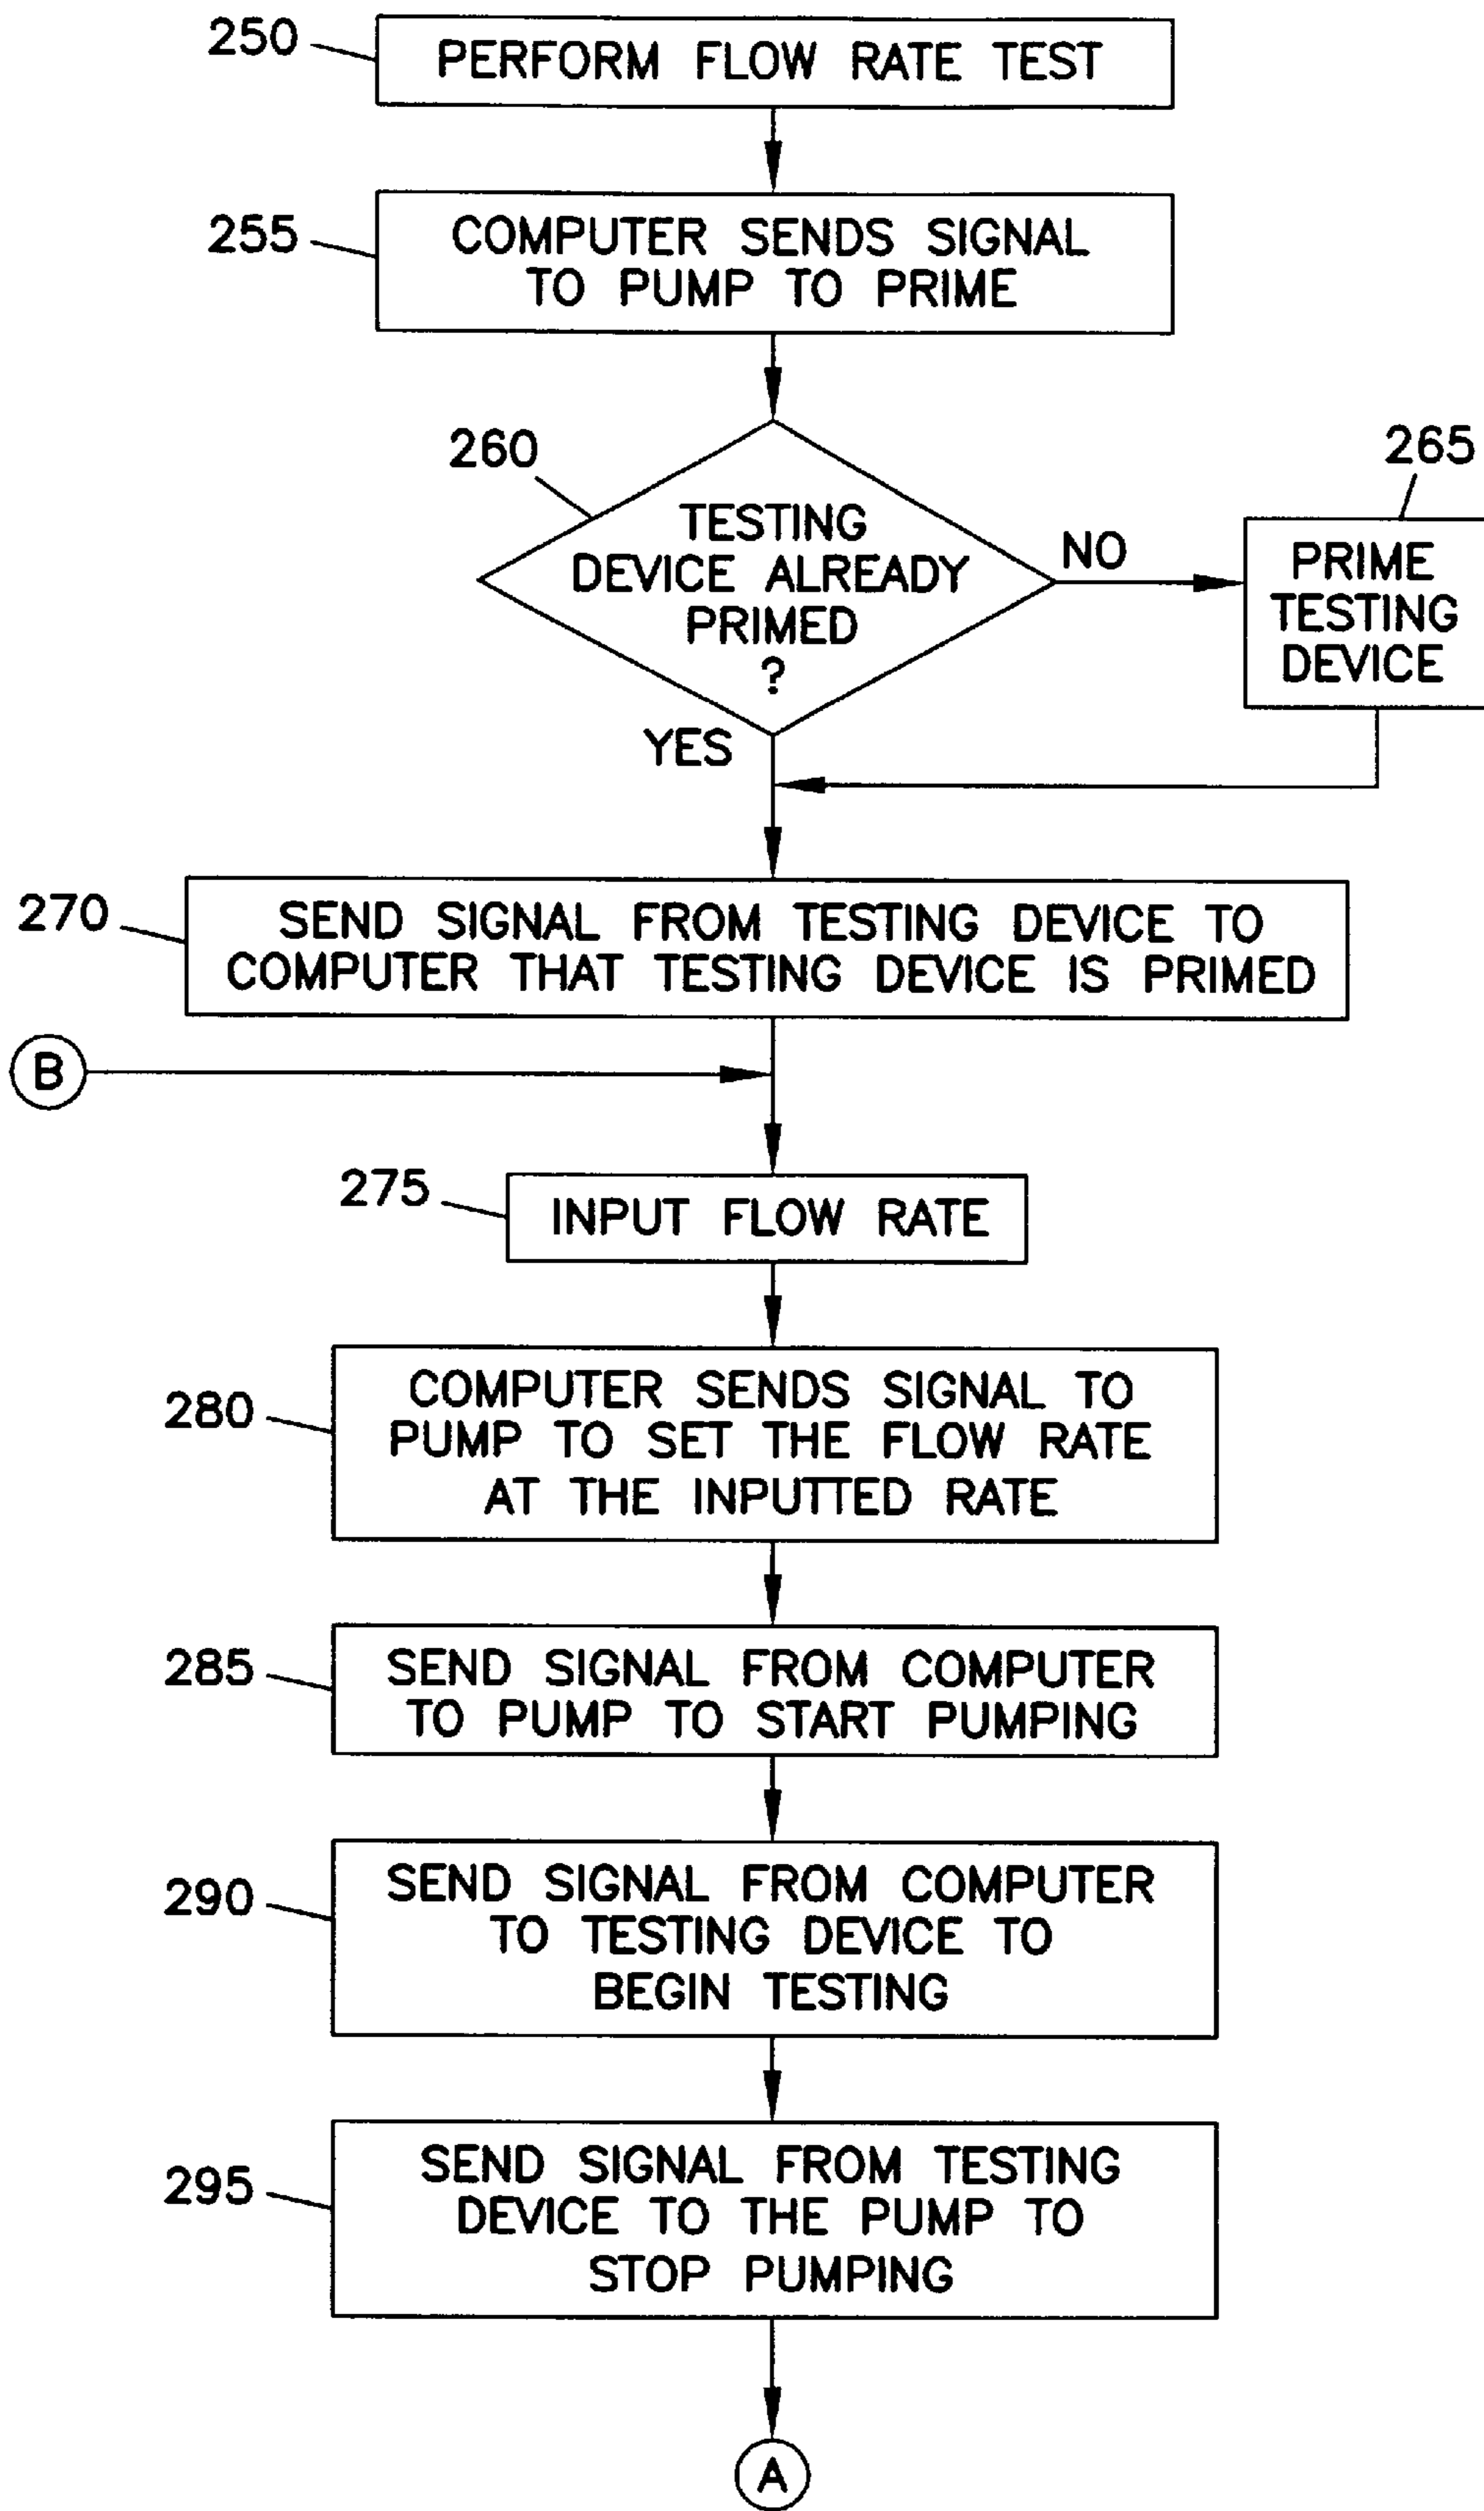 250
PERFORM FLOW RATE TEST
255
COMPUTER SENDS SIGNAL
TO PUMP TO PRIME
260
TESTING
DEVICE ALREADY
PRIMED
?
NO
265
PRIME
TESTING
DEVICE
YES
270
SEND SIGNAL FROM TESTING DEVICE TO
COMPUTER THAT TESTING DEVICE IS PRIMED
B
275
INPUT FLOW RATE
280
COMPUTER SENDS SIGNAL TO
PUMP TO SET THE FLOW RATE
AT THE INPUTTED RATE
285
SEND SIGNAL FROM COMPUTER
TO PUMP TO START PUMPING
290
SEND SIGNAL FROM COMPUTER
TO TESTING DEVICE TO
BEGIN TESTING
295
SEND SIGNAL FROM TESTING
DEVICE TO THE PUMP TO
STOP PUMPING
A